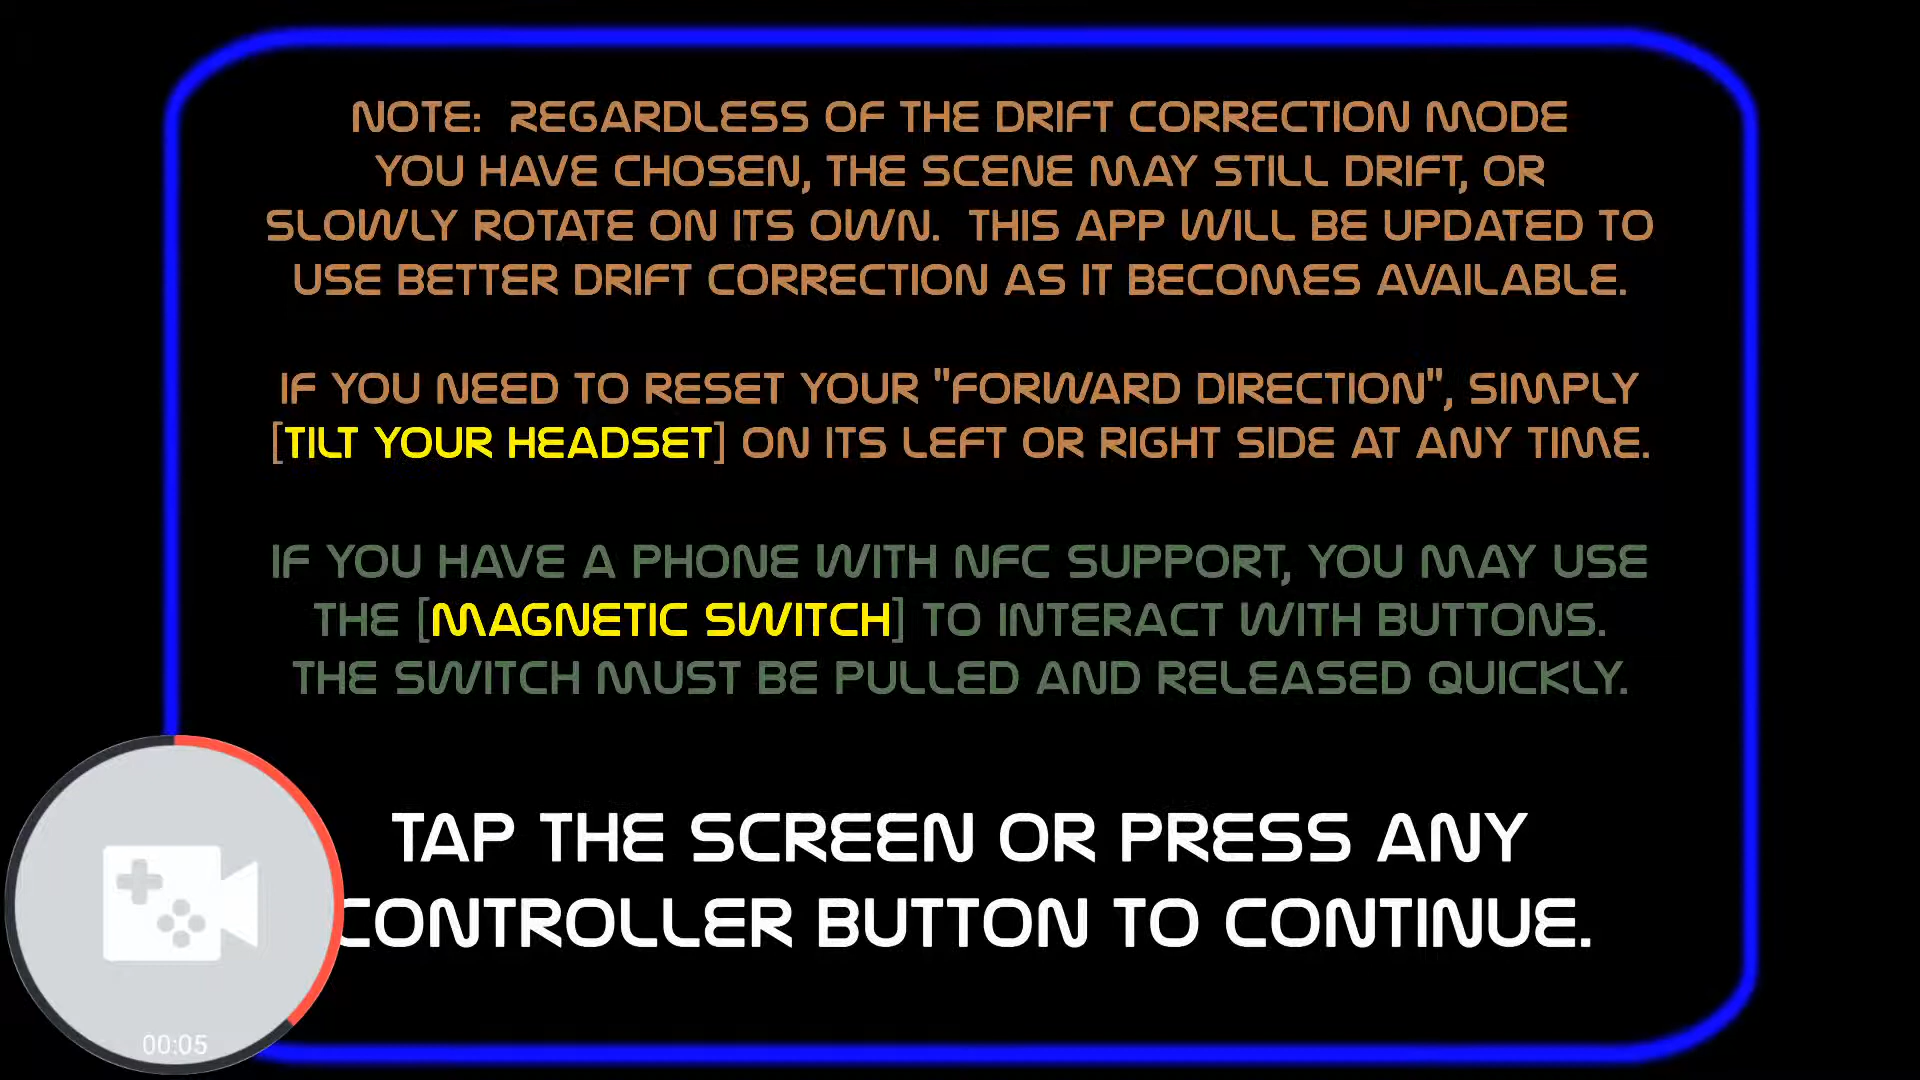 NOTE:  REGARDLESS OF THE DRIFT CORRECTION MODE
YOU HAVE CHOSEN, THE SCENE MAY STILL DRIFT, OR
SLOWLY ROTATE ON ITS OWN.  THIS APP WILL BE UPDATED TO
USE BETTER DRIFT CORRECTION AS IT BECOMES AVAILABLE.
IF YOU NEED TO RESET YOUR "FORWARD DIRECTION", SIMPLY
[TILT YOUR HEADSET] ON ITS LEFT OR RIGHT SIDE AT ANY TIME.
IF YOU HAVE A PHONE WITH NFC SUPPORT, YOU MAY USE
THE [MAGNETIC SWITCH] TO INTERACT WITH BUTTONS.
THE SWITCH MUST BE PULLED AND RELEASED QUICKLY.
TAP THE SCREEN OR PRESS ANY
CONTROLLER BUTTON TO CONTINUE.
00:05